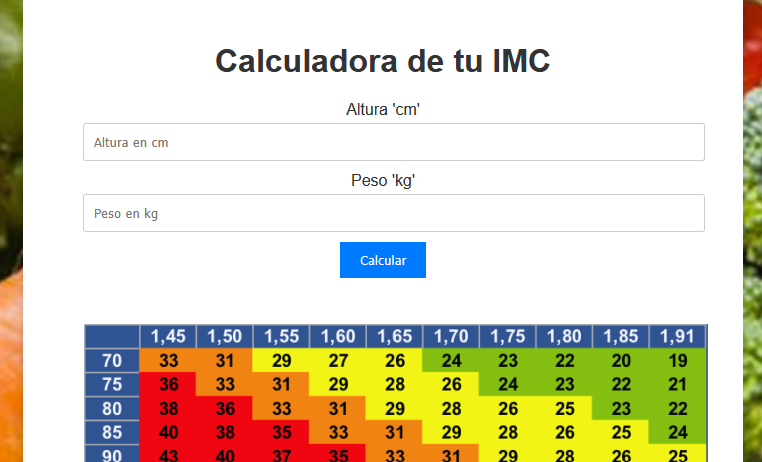 Calculadora de tu IMC
Altura 'cm'
Altura en cm
Peso 'kg'
Peso en kg
Calcular
1,45 1,50 1,55 1,60 1,65 1,70 1,75 1,80 1,85 1,91
70 33 31 29 27 26 24 23 22 20 19
75 36 33 31 29 28 26 24 23 22 21
80 38 36 33 31 29 28 26 25 23 22
85 40 38 35 33 31 29 28 26 25 24
90 43 40 37 35 33 31 29 28 26 25